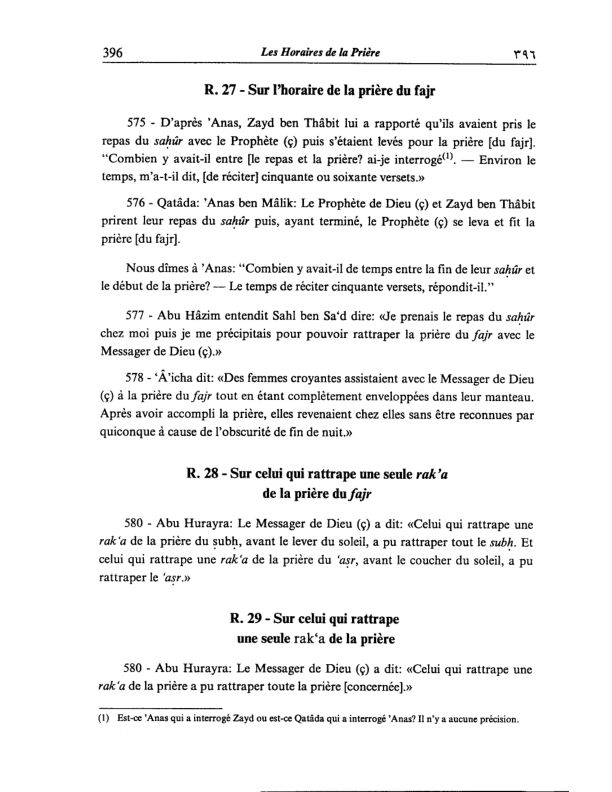 396 Les Horaires de la Prière ٣٩٦
R. 27 - Sur l'horaire de la prière du fajr
575 - D'après 'Anas, Zayd ben Thâbit lui a rapporté qu'ils avaient pris le
repas du saḥûr avec le Prophète (ç) puis s'étaient levés pour la prière [du fajr].
“Combien y avait-il entre [le repas et la prière? ai-je interrogé(1). — Environ le
temps, m'a-t-il dit, [de réciter] cinquante ou soixante versets.»
576 - Qatâda: 'Anas ben Mâlik: Le Prophète de Dieu (ç) et Zayd ben Thâbit
prirent leur repas du saḥûr puis, ayant terminé, le Prophète (ç) se leva et fit la
prière [du fajr].
Nous dîmes à 'Anas: “Combien y avait-il de temps entre la fin de leur saḥûr et
le début de la prière? — Le temps de réciter cinquante versets, répondit-il.”
577 - Abu Hâzim entendit Sahl ben Sa‘d dire: «Je prenais le repas du saḥûr
chez moi puis je me précipitais pour pouvoir rattraper la prière du fajr avec le
Messager de Dieu (ç).»
578 - ‘Â'icha dit: «Des femmes croyantes assistaient avec le Messager de Dieu
(ç) à la prière du fajr tout en étant complètement enveloppées dans leur manteau.
Après avoir accompli la prière, elles revenaient chez elles sans être reconnues par
quiconque à cause de l'obscurité de fin de nuit.»
R. 28 - Sur celui qui rattrape une seule rak'a
de la prière du fajr
580 - Abu Hurayra: Le Messager de Dieu (ç) a dit: «Celui qui rattrape une
rak‘a de la prière du ṣubḥ, avant le lever du soleil, a pu rattraper tout le subḥ. Et
celui qui rattrape une rak‘a de la prière du ‘aṣr, avant le coucher du soleil, a pu
rattraper le ‘aṣr.»
R. 29 - Sur celui qui rattrape
une seule rak‘a de la prière
580 - Abu Hurayra: Le Messager de Dieu (ç) a dit: «Celui qui rattrape une
rak‘a de la prière a pu rattraper toute la prière [concernée].»
(1) Est-ce 'Anas qui a interrogé Zayd ou est-ce Qatâda qui a interrogé 'Anas? Il n'y a aucune précision.